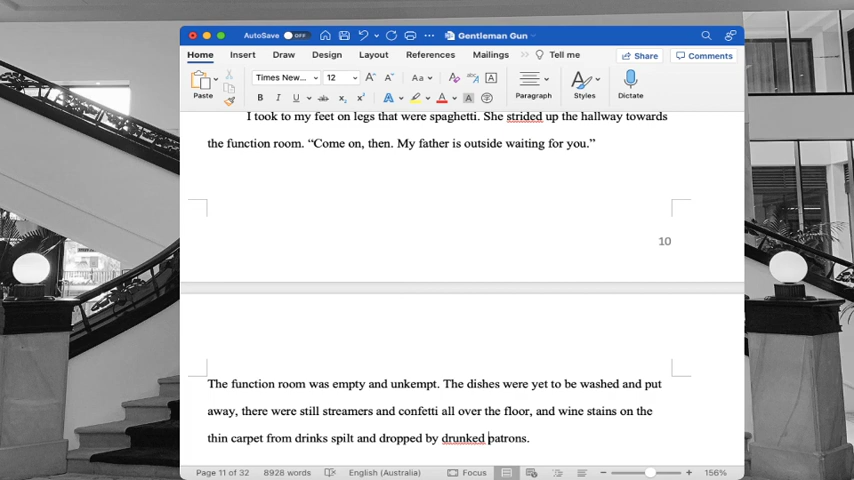 AutoSave OFF Gentleman Gun
Home Insert Draw Design Layout References Mailings Tell me Share Comments
Paste Times New... 12 A A Aa A Paragraph Styles Dictate
B I U ab x₂ x² A A A
I took to my feet on legs that were spaghetti. She strided up the hallway towards
the function room. “Come on, then. My father is outside waiting for you.”
10
The function room was empty and unkempt. The dishes were yet to be washed and put
away, there were still streamers and confetti all over the floor, and wine stains on the
thin carpet from drinks spilt and dropped by drunked patrons.
Page 11 of 32 8928 words English (Australia) Focus 156%